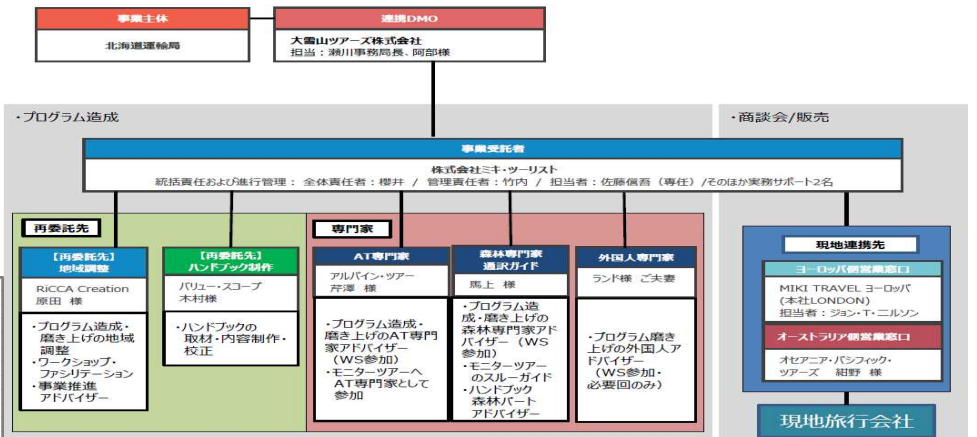 事業主体
北海道運輸局
連携DMO
大雪山ツアーズ株式会社
担当：瀬川事務局長、阿部様
・プログラム造成
・商談会/販売
事業受託者
株式会社ミキ・ツーリスト
統括責任および進行管理： 全体責任者：櫻井 / 管理責任者：竹内 / 担当者：佐藤信吾（専任）/そのほか実務サポート2名
再委託先
【再委託先】
地域調整
RiCCA Creation
原田 様
・プログラム造成・
磨き上げの地域
調整
・ワークショップ・
ファシリテーション
・事業推進
アドバイザー
【再委託先】
ハンドブック制作
バリュー・スコープ
木村様
・ハンドブックの
取材・内容制作・
校正
専門家
AT専門家
アルパイン・ツアー
芹澤 様
・プログラム造成・
磨き上げのAT専門
家アドバイザー
（WS参加）
・モニターツアーへ
AT専門家として
参加
森林専門家
通訳ガイド
馬上 様
・プログラム造
成・磨き上げの
森林専門家アド
バイザー（WS参
加）
・モニターツアー
のスルーガイド
・ハンドブック
森林パート
アドバイザー
外国人専門家
ランド様 ご夫妻
・プログラム磨き
上げの外国人ア
ドバイザー
（WS参加・
必要回のみ）
現地連携先
ヨーロッパ側営業窓口
MIKI TRAVEL ヨーロッパ
(本社LONDON)
担当者：ジョン・T・ニルソン
オーストラリア側営業窓口
オセアニア・パシフィック・
ツアーズ 紺野 様
現地旅行会社